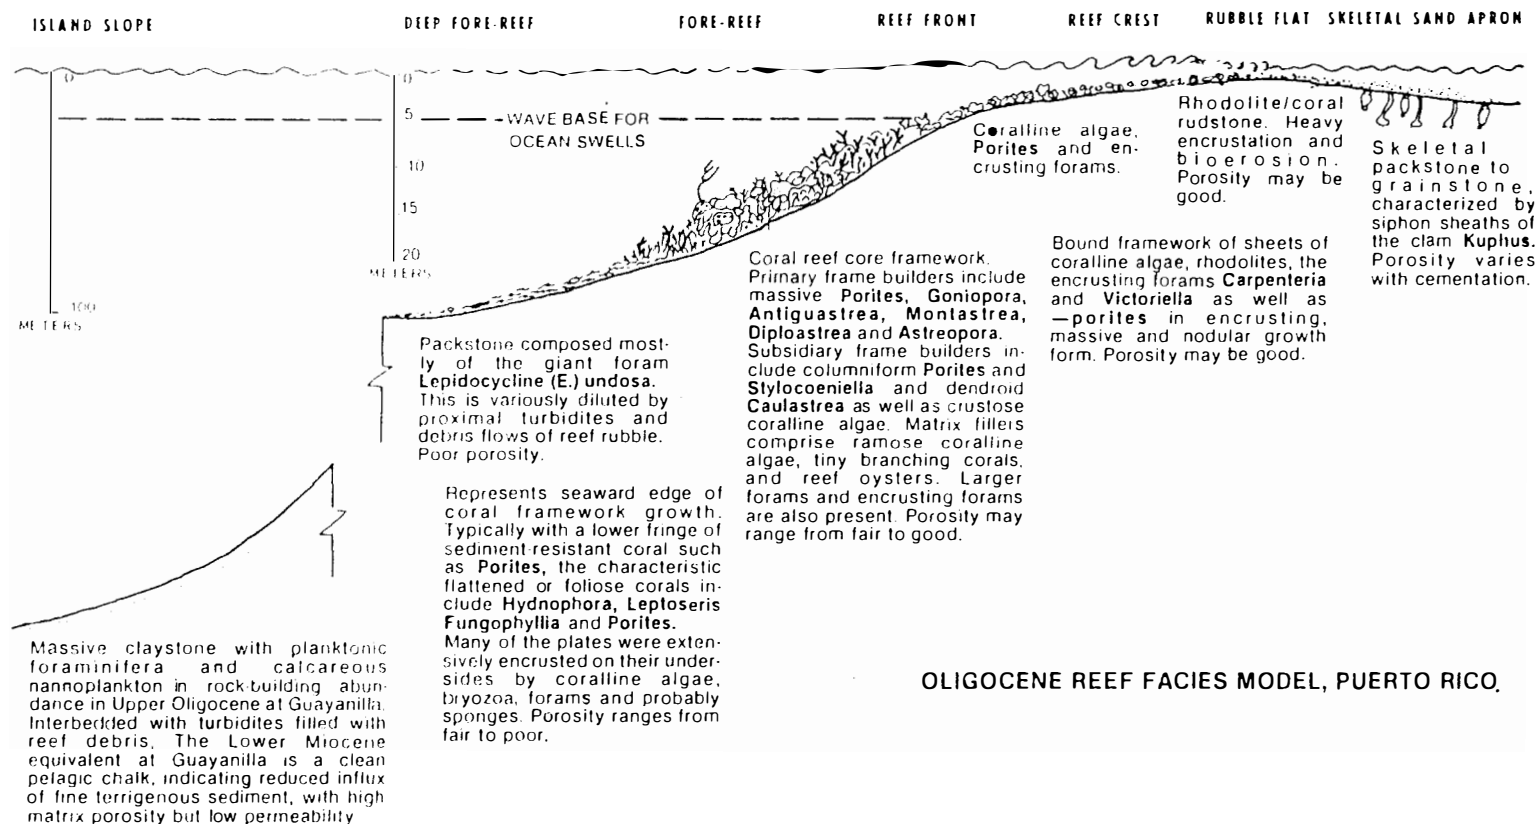 ISLAND SLOPE
DEEP FORE-REEF
FORE-REEF
REEF FRONT
REEF CREST
RUBBLE FLAT
SKELETAL SAND APRON
0
100
METERS
0
5
10
15
20
METERS
WAVE BASE FOR
OCEAN SWELLS
Massive claystone with planktonic
foraminifera and calcareous
nannoplankton in rock-building abun-
dance in Upper Oligocene at Guayanilla.
Interbedded with turbidites filled with
reef debris. The Lower Miocene
equivalent at Guayanilla is a clean
pelagic chalk, indicating reduced influx
of fine terrigenous sediment, with high
matrix porosity but low permeability
Packstone composed most-
ly of the giant foram
Lepidocycline (E.) undosa.
This is variously diluted by
proximal turbidites and
debris flows of reef rubble.
Poor porosity.
Represents seaward edge of
coral framework growth.
Typically with a lower fringe of
sediment-resistant coral such
as Porites, the characteristic
flattened or foliose corals in-
clude Hydnophora, Leptoseris
Fungophyllia and Porites.
Many of the plates were exten-
sively encrusted on their under-
sides by coralline algae,
bryozoa, forams and probably
sponges. Porosity ranges from
fair to poor.
Coral reef core framework.
Primary frame builders include
massive Porites, Goniopora,
Antiguastrea, Montastrea,
Diploastrea and Astreopora.
Subsidiary frame builders in-
clude columniform Porites and
Stylocoeniella and dendroid
Caulastrea as well as crustose
coralline algae. Matrix fillers
comprise ramose coralline
algae, tiny branching corals,
and reef oysters. Larger
forams and encrusting forams
are also present. Porosity may
range from fair to good.
Coralline algae,
Porites and en-
crusting forams.
Bound framework of sheets of
coralline algae, rhodolites, the
encrusting forams Carpenteria
and Victoriella as well as
—porites in encrusting,
massive and nodular growth
form. Porosity may be good.
Rhodolite/coral
rudstone. Heavy
encrustation and
bioerosion.
Porosity may be
good.
Skeletal
packstone to
grainstone,
characterized by
siphon sheaths of
the clam Kuphus.
Porosity varies
with cementation.
OLIGOCENE REEF FACIES MODEL, PUERTO RICO.